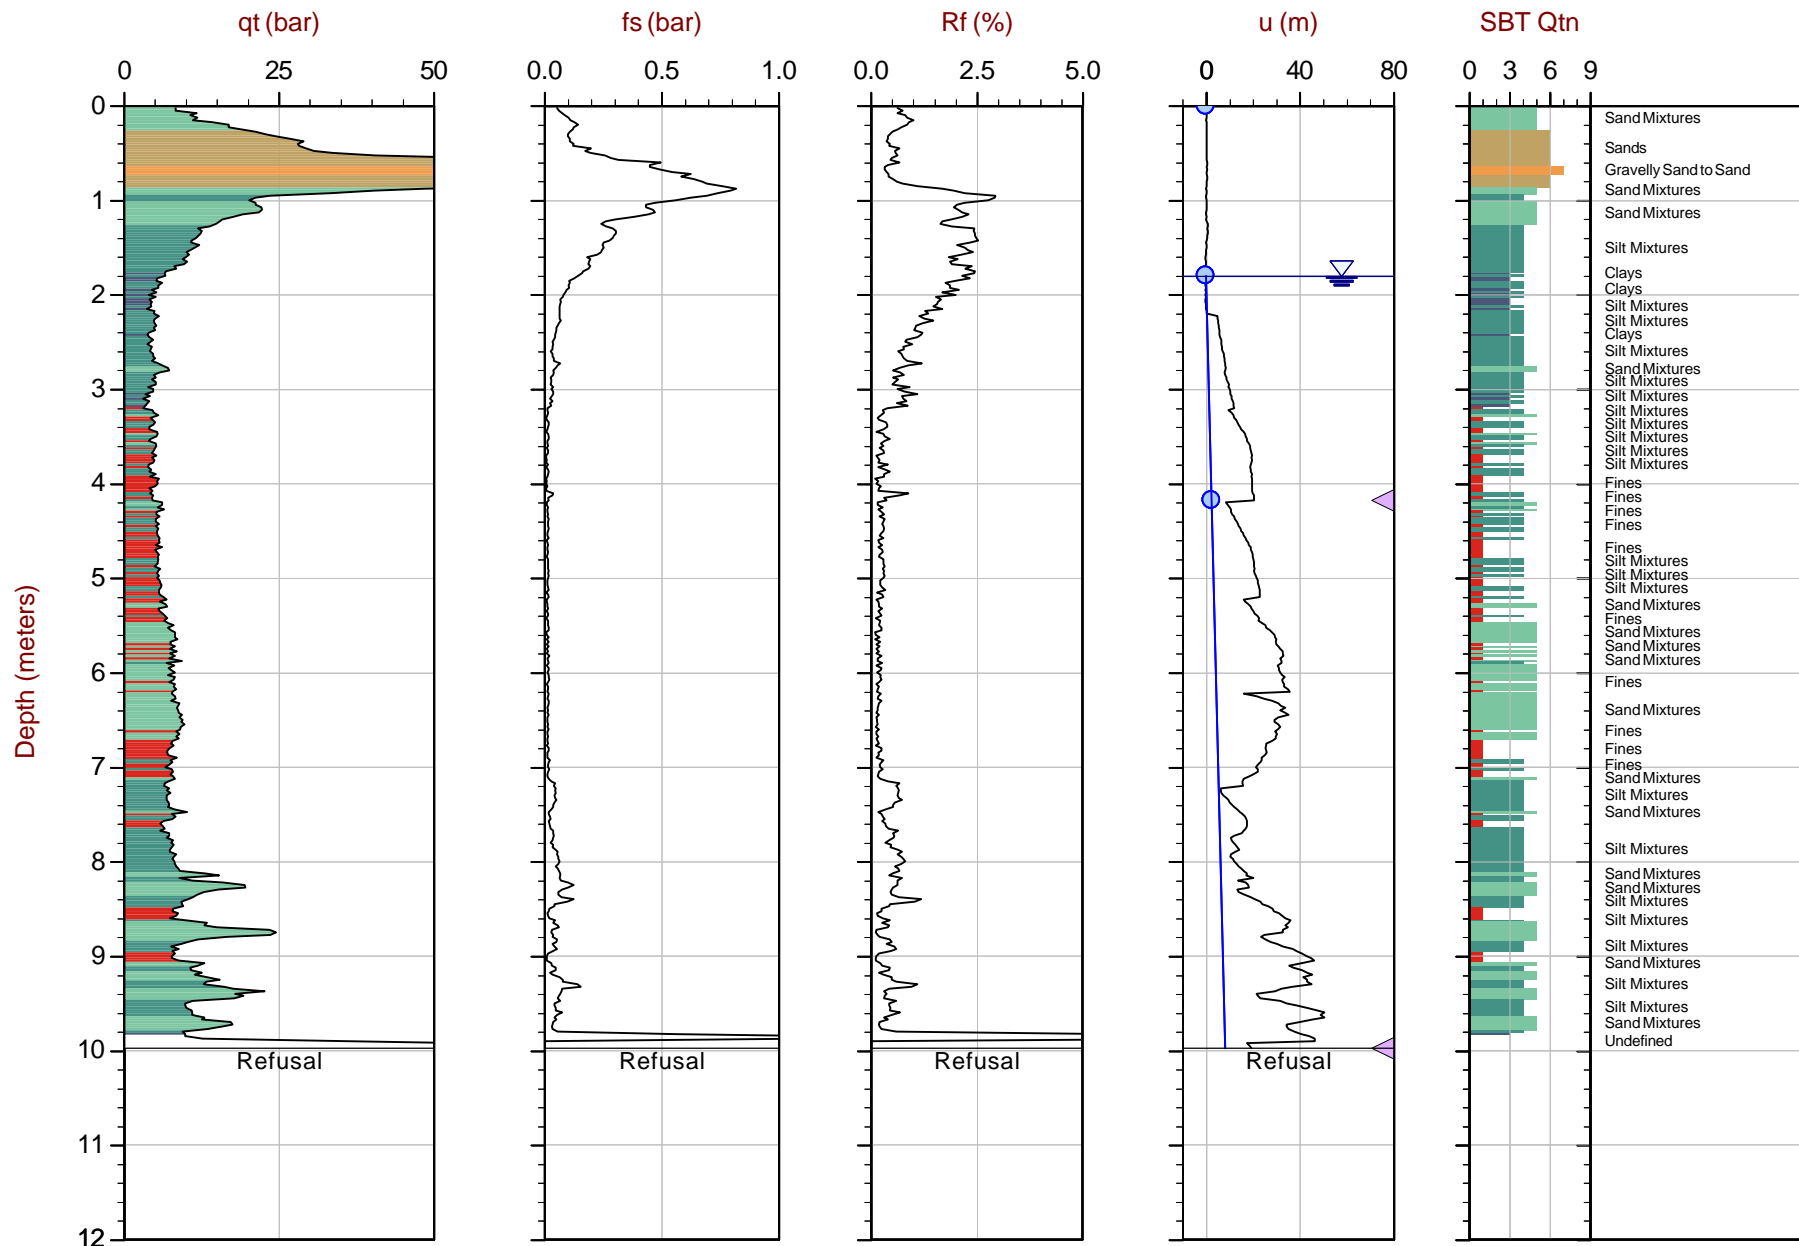 qt (bar) fs (bar) Rf (%) u (m) SBT Qtn
0 25 50 0.0 0.5 1.0 0.0 2.5 5.0 0 40 80 0 3 6 9
Depth (meters)
0
1
2
3
4
5
6
7
8
9
10
11
12
Sand Mixtures
Sands
Gravelly Sand to Sand
Sand Mixtures
Sand Mixtures
Silt Mixtures
Clays
Clays
Silt Mixtures
Silt Mixtures
Clays
Silt Mixtures
Sand Mixtures
Silt Mixtures
Silt Mixtures
Silt Mixtures
Silt Mixtures
Silt Mixtures
Silt Mixtures
Silt Mixtures
Fines
Fines
Fines
Fines
Fines
Silt Mixtures
Silt Mixtures
Silt Mixtures
Sand Mixtures
Fines
Sand Mixtures
Sand Mixtures
Sand Mixtures
Fines
Sand Mixtures
Fines
Fines
Fines
Sand Mixtures
Silt Mixtures
Sand Mixtures
Silt Mixtures
Sand Mixtures
Sand Mixtures
Silt Mixtures
Silt Mixtures
Silt Mixtures
Sand Mixtures
Silt Mixtures
Silt Mixtures
Sand Mixtures
Undefined
Refusal Refusal Refusal Refusal